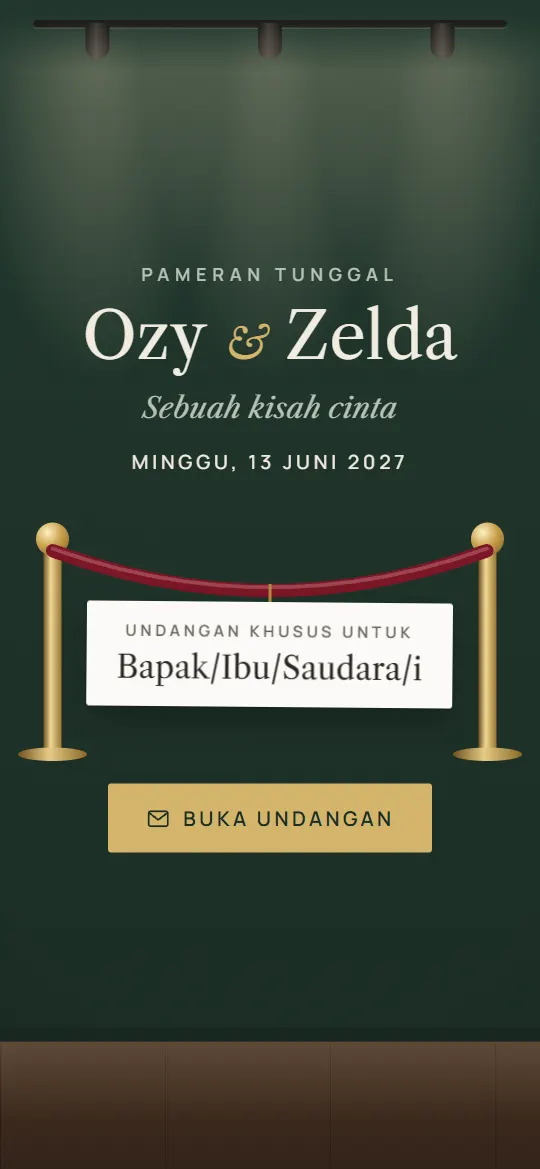 PAMERAN TUNGGAL
Ozy & Zelda
Sebuah kisah cinta
MINGGU, 13 JUNI 2027
UNDANGAN KHUSUS UNTUK
Bapak/Ibu/Saudara/i
BUKA UNDANGAN